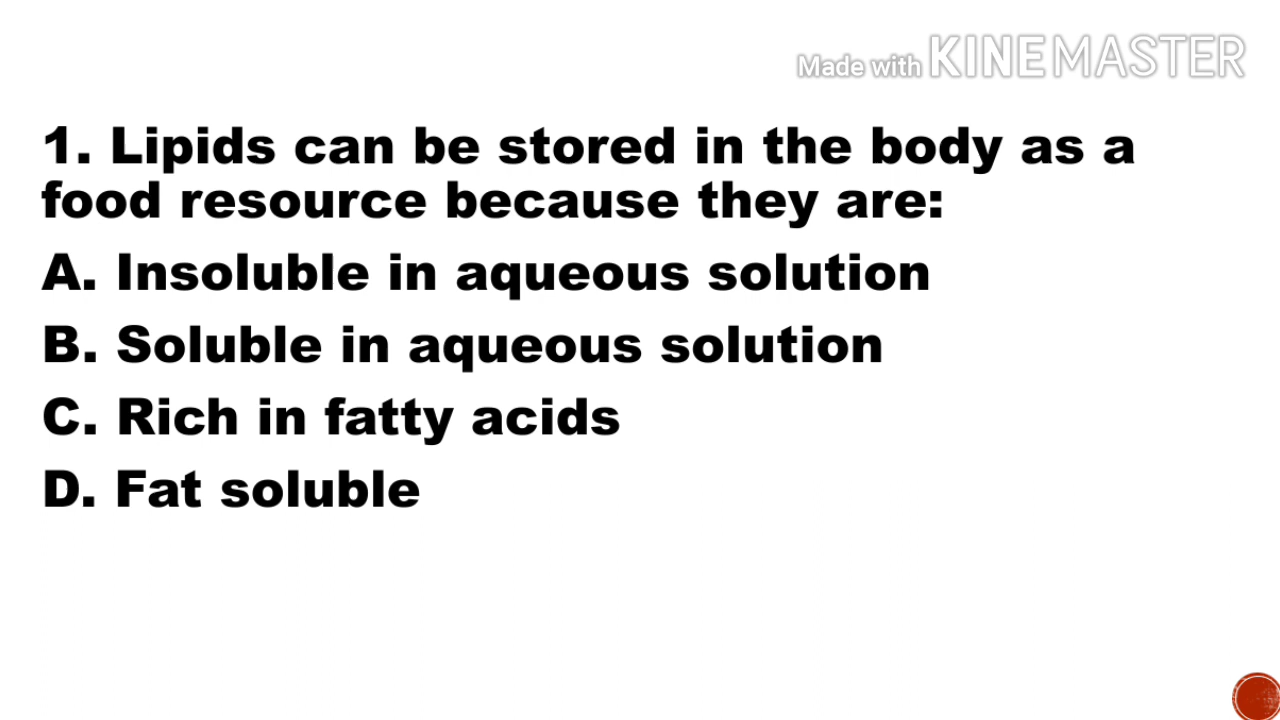 Made with KINEMASTER
1. Lipids can be stored in the body as a
food resource because they are:
A. Insoluble in aqueous solution
B. Soluble in aqueous solution
C. Rich in fatty acids
D. Fat soluble